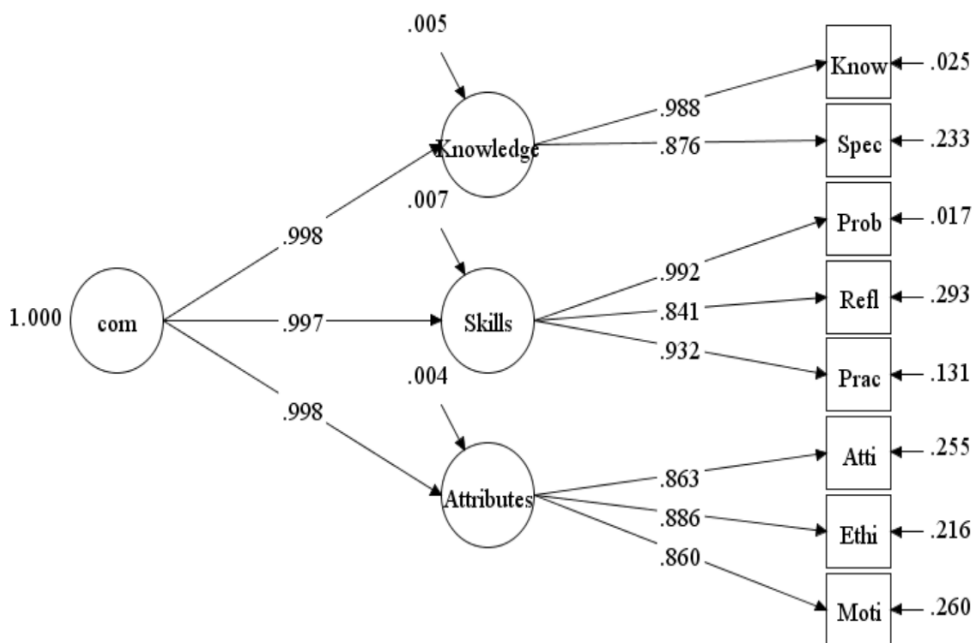 .005
Know
.025
.988
Knowledge
.876
Spec
.233
.007
.998
Prob
.017
.992
1.000
com
.997
Skills
.841
Refl
.293
.932
.004
Prac
.131
.998
Atti
.255
.863
Attributes
.886
Ethi
.216
.860
Moti
.260